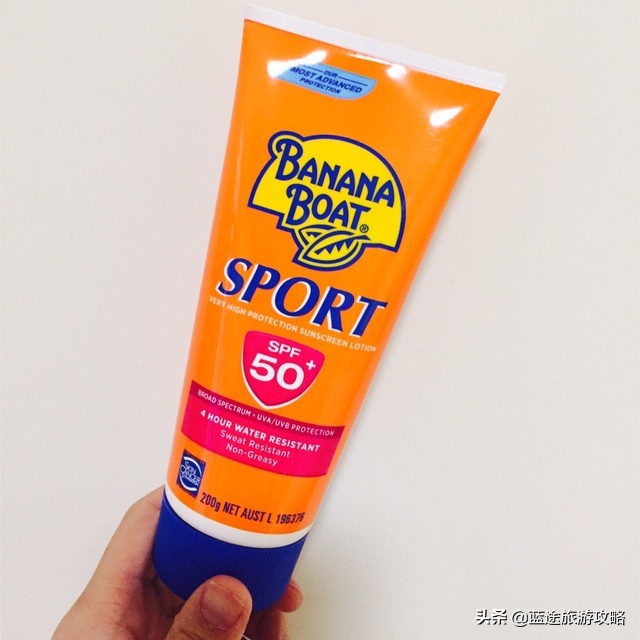 OUR
MOST ADVANCED
PROTECTION
BANANA
BOAT®
SPORT
VERY HIGH PROTECTION SUNSCREEN LOTION
SPF
50+
BROAD SPECTRUM • UVA/UVB PROTECTION
4 HOUR WATER RESISTANT
Sweat Resistant
Non-Greasy
200g NET AUST L 196376
头条 @蓝途旅游攻略